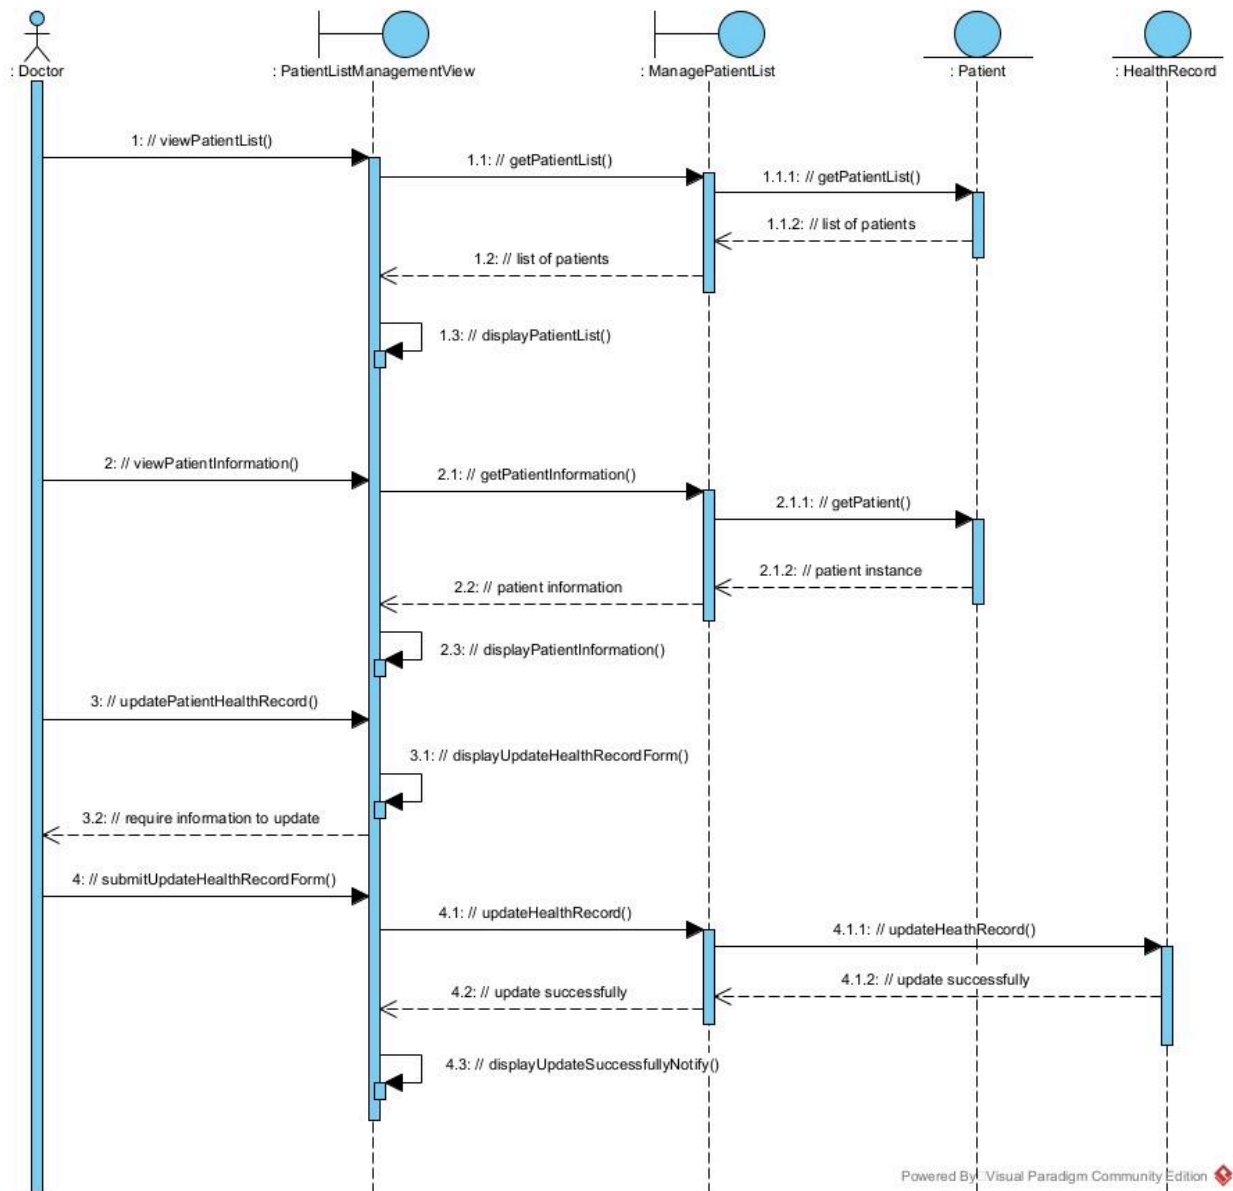 : Doctor
: PatientListManagementView
: ManagePatientList
: Patient
: HealthRecord
1: // viewPatientList()
1.1: // getPatientList()
1.1.1: // getPatientList()
1.1.2: // list of patients
1.2: // list of patients
1.3: // displayPatientList()
2: // viewPatientInformation()
2.1: // getPatientInformation()
2.1.1: // getPatient()
2.1.2: // patient instance
2.2: // patient information
2.3: // displayPatientInformation()
3: // updatePatientHealthRecord()
3.1: // displayUpdateHealthRecordForm()
3.2: // require information to update
4: // submitUpdateHealthRecordForm()
4.1: // updateHealthRecord()
4.1.1: // updateHeathRecord()
4.1.2: // update successfully
4.2: // update successfully
4.3: // displayUpdateSuccessfullyNotify()
Powered By Visual Paradigm Community Edition